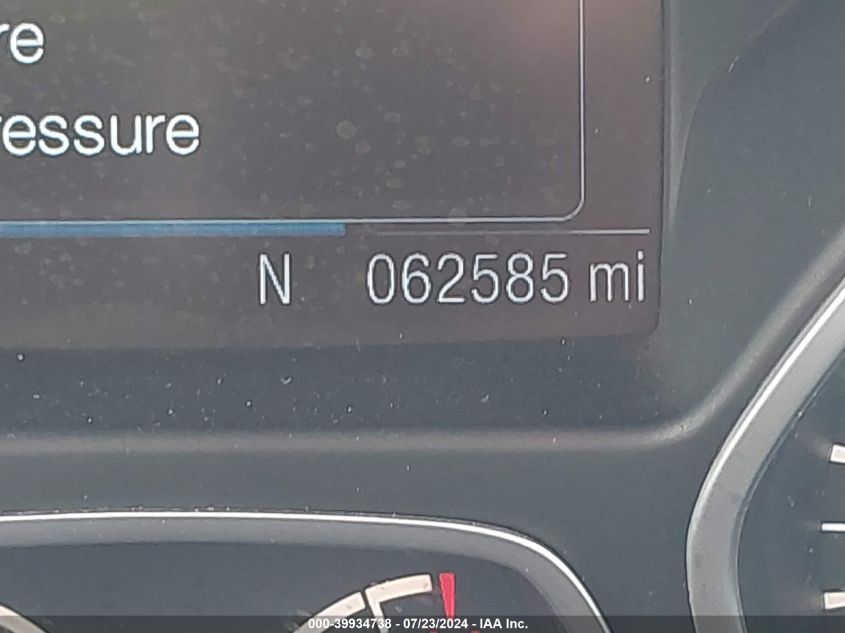 re
ressure
N 062585 mi
000-39934738 - 07/23/2024 - IAA Inc.